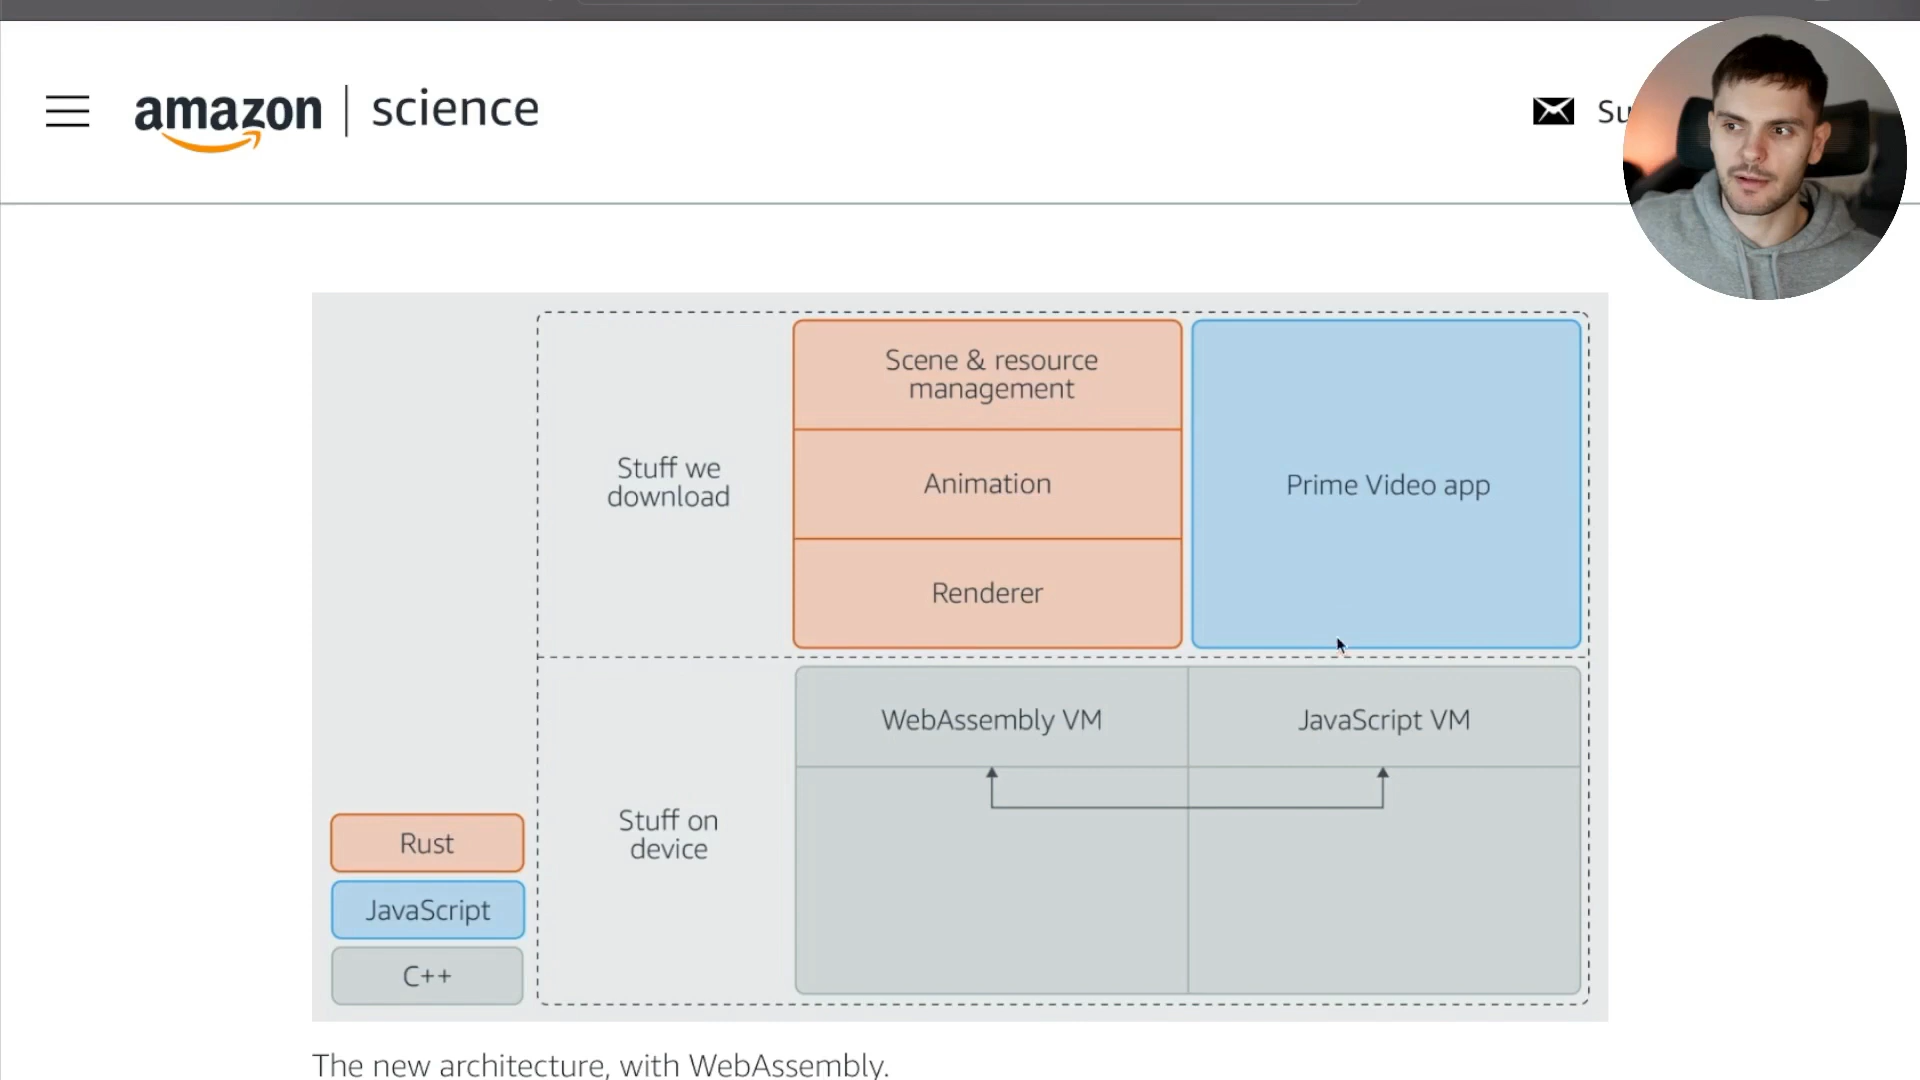 amazon | science
Su
Scene & resource
management
Stuff we
download
Animation
Prime Video app
Renderer
WebAssembly VM
JavaScript VM
Stuff on
device
Rust
JavaScript
C++
The new architecture, with WebAssembly.